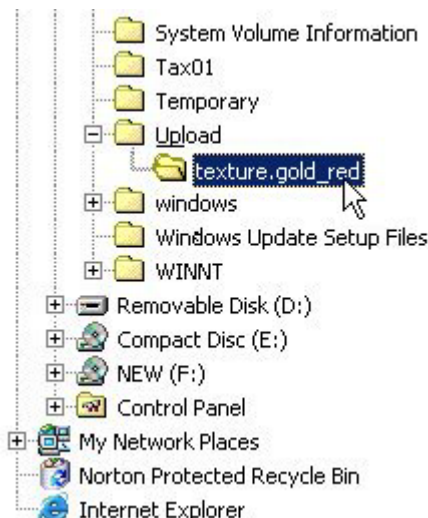 System Volume Information
Tax01
Temporary
Upload
texture.gold_red
windows
Windows Update Setup Files
WINNT
Removable Disk (D:)
Compact Disc (E:)
NEW (F:)
Control Panel
My Network Places
Norton Protected Recycle Bin
Internet Explorer